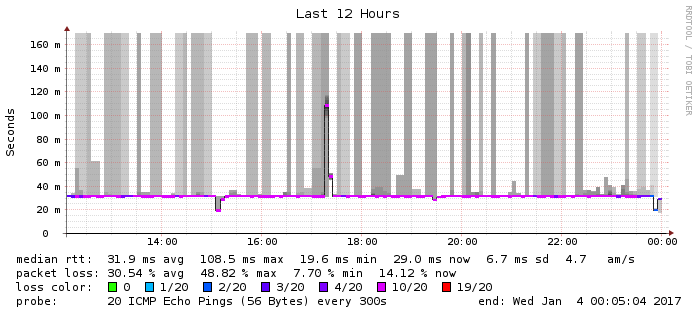 Last 12 Hours
RRDTOOL / TOBI OETIKER
Seconds
160 m
140 m
120 m
100 m
80 m
60 m
40 m
20 m
0
14:00 16:00 18:00 20:00 22:00 00:00
median rtt: 31.9 ms avg 108.5 ms max 19.6 ms min 29.0 ms now 6.7 ms sd 4.7 am/s
packet loss: 30.54 % avg 48.82 % max 7.70 % min 14.12 % now
loss color: 0 1/20 2/20 3/20 4/20 10/20 19/20
probe: 20 ICMP Echo Pings (56 Bytes) every 300s end: Wed Jan 4 00:05:04 2017